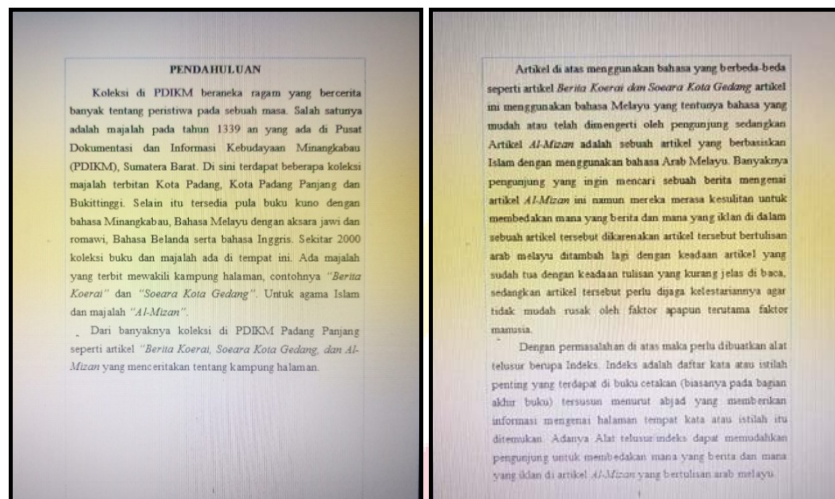 PENDAHULUAN
Koleksi di PDIKM beraneka ragam yang bercerita
banyak tentang peristiwa pada sebuah masa. Salah satunya
adalah majalah pada tahun 1339 an yang ada di Pusat
Dokumentasi dan Informasi Kebudayaan Minangkabau
(PDIKM), Sumatera Barat. Di sini terdapat beberapa koleksi
majalah terbitan Kota Padang, Kota Padang Panjang dan
Bukittinggi. Selain itu tersedia pula buku kuno dengan
bahasa Minangkabau, Bahasa Melayu dengan aksara jawi dan
romawi, Bahasa Belanda serta bahasa Inggris. Sekitar 2000
koleksi buku dan majalah ada di tempat ini. Ada majalah
yang terbit mewakili kampung halaman, contohnya "Berita
Koerai" dan "Soeara Kota Gedang". Untuk agama Islam
dan majalah "Al-Mizan".
Dari banyaknya koleksi di PDIKM Padang Panjang
seperti artikel "Berita Koerai, Soeara Kota Gedang, dan Al-
Mizan yang menceritakan tentang kampung halaman.
Artikel di atas menggunakan bahasa yang berbeda-beda
seperti artikel Berita Koerai dan Soeara Kota Gedang artikel
ini menggunakan bahasa Melayu yang tentunya bahasa yang
mudah atau telah dimengerti oleh pengunjung sedangkan
Artikel Al-Mizan adalah sebuah artikel yang berbasiskan
Islam dengan menggunakan bahasa Arab Melayu. Banyaknya
pengunjung yang ingin mencari sebuah berita mengenai
artikel Al-Mizan ini namun mereka merasa kesulitan untuk
membedakan mana yang berita dan mana yang iklan di dalam
sebuah artikel tersebut dikarenakan artikel tersebut bertulisan
arab melayu ditambah lagi dengan keadaan artikel yang
sudah tua dengan keadaan tulisan yang kurang jelas di baca,
sedangkan artikel tersebut perlu dijaga kelestariannya agar
tidak mudah rusak oleh faktor apapun terutama faktor
manusia.
Dengan permasalahan di atas maka perlu dibuatkan alat
telusur berupa Indeks. Indeks adalah daftar kata atau istilah
penting yang terdapat di buku cetakan (biasanya pada bagian
akhir buku) tersusun menurut abjad yang memberikan
informasi mengenai halaman tempat kata atau istilah itu
ditemukan. Adanya Alat telusur indeks dapat memudahkan
pengunjung untuk membedakan mana yang berita dan mana
yang iklan di artikel Al-Mizan yang bertulisan arab melayu.